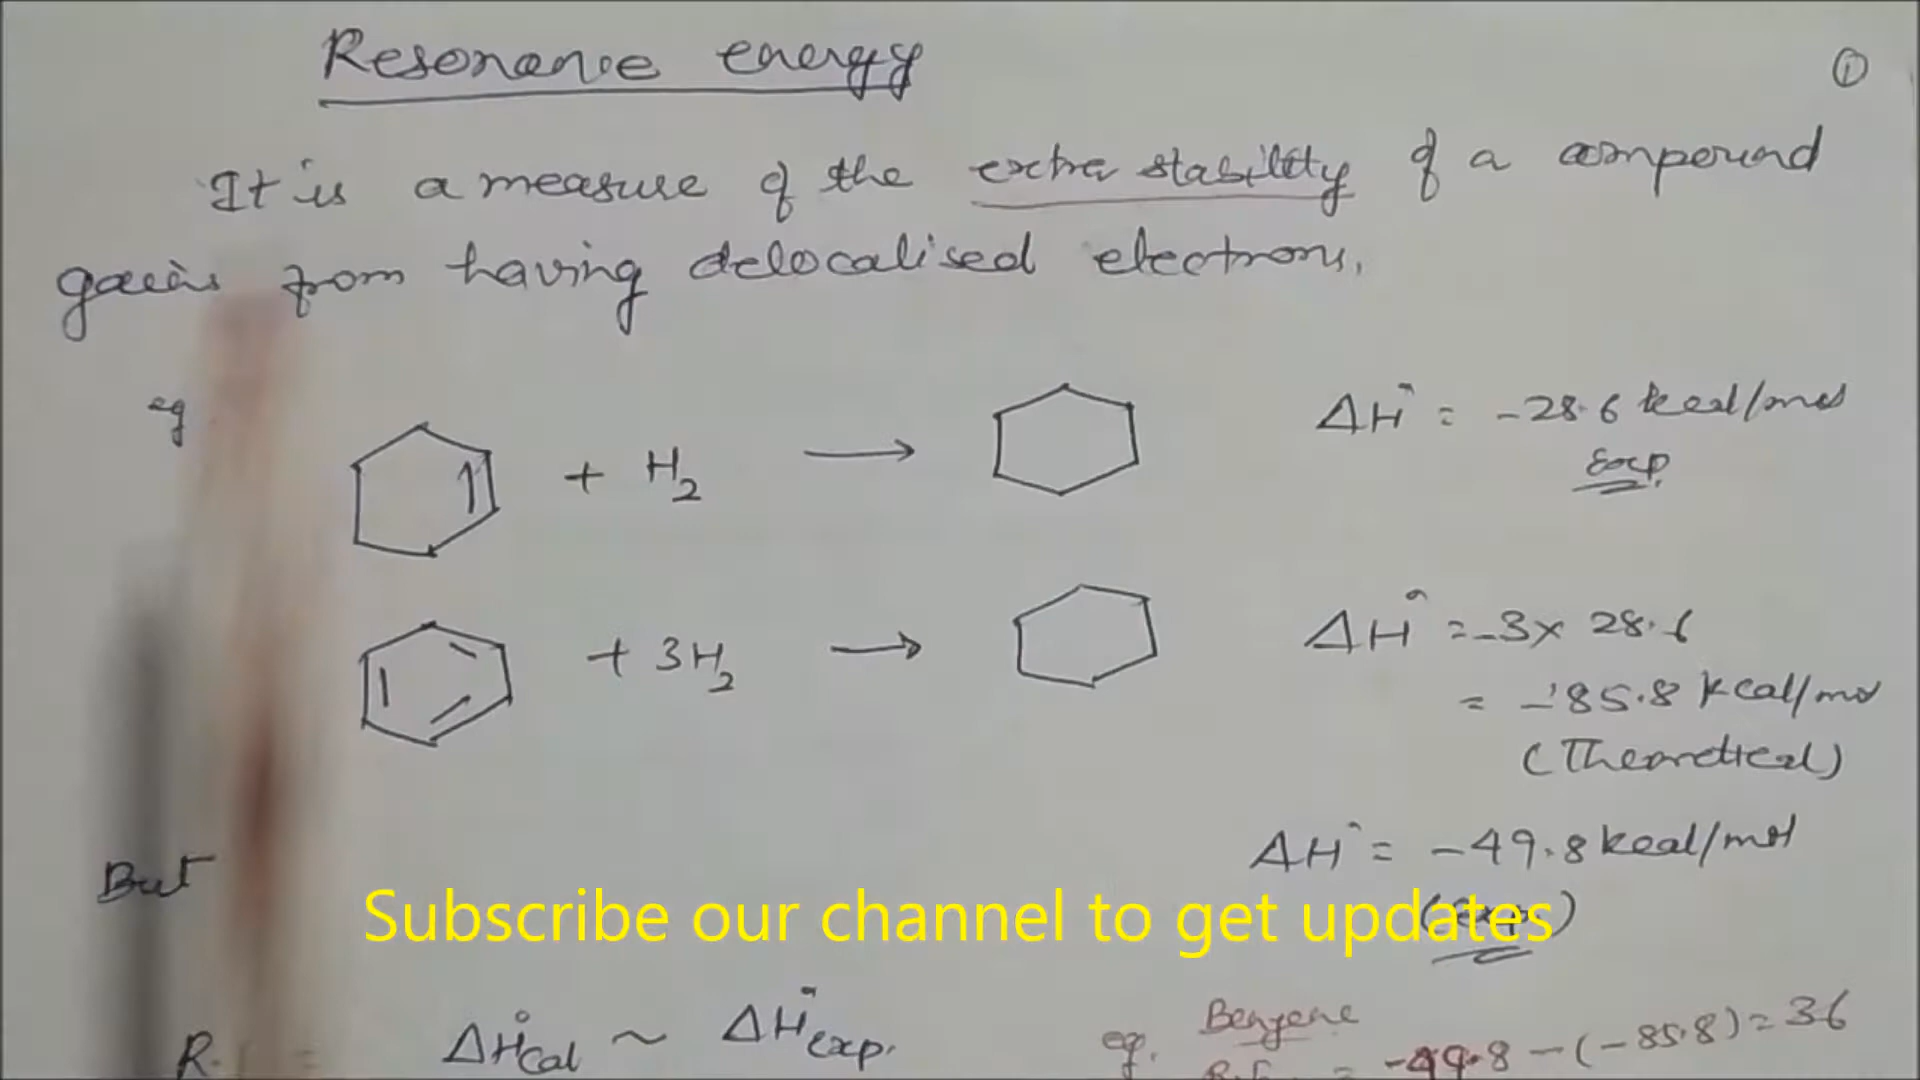 Resonance energy
①
It is a measure of the extra stability of a compound
gains from having delocalised electrons.
eg
+ H₂ → ΔH° = -28.6 kcal/mol
Exp.
+ 3H₂ → ΔH° = -3x 28.6
= -85.8 kcal/mol
(Theoretical)
But ΔH° = -49.8 kcal/mol
(exp.)
Subscribe our channel to get updates
R. = ΔH°cal ~ ΔH°exp.
eg. Benzene
R.E = -49.8 - (-85.8) = 36